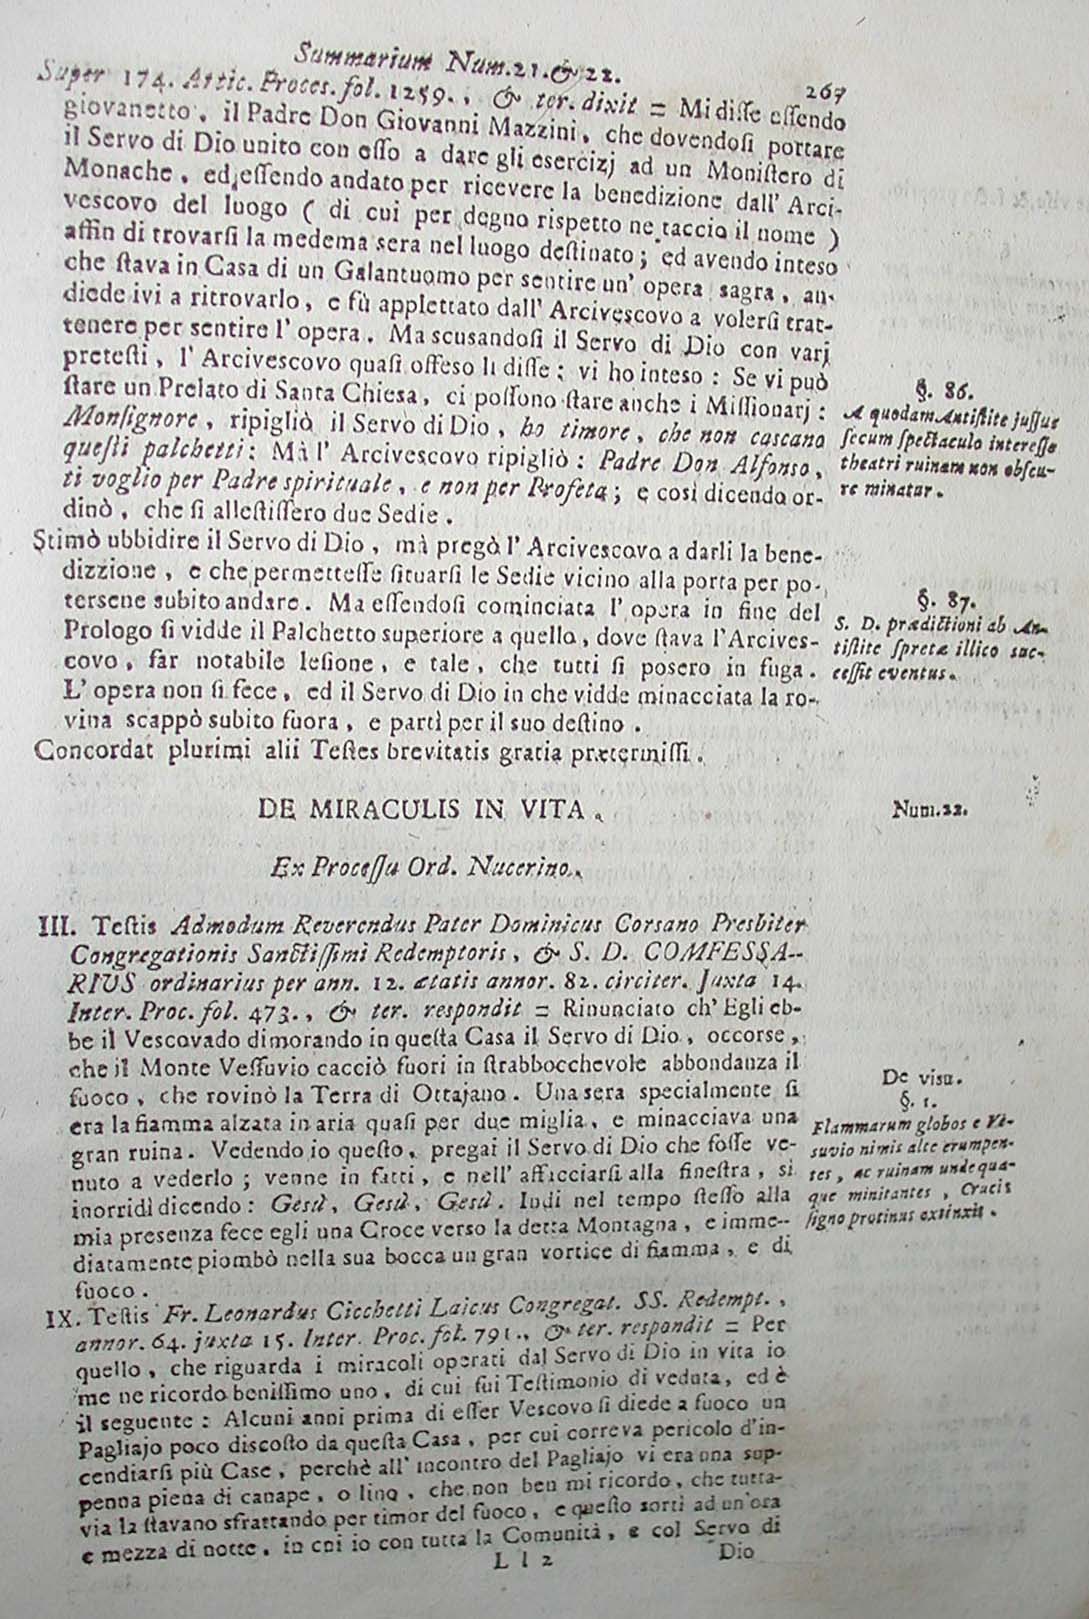 Summarium Num.21.& 22.
267
Super 174. Artic. Proces. fol. 1259., & ter. dixit = Mi disse essendo
giovanetto, il Padre Don Giovanni Mazzini, che dovendosi portare
il Servo di Dio unito con esso a dare gli esercizj ad un Monistero di
Monache, ed essendo andato per ricevere la benedizione dall' Arci-
vescovo del luogo ( di cui per degno rispetto ne taccio il nome )
affin di trovarsi la medema sera nel luogo destinato; ed avendo inteso
che stava in Casa di un Galantuomo per sentire un' opera sagra, an-
diede ivi a ritrovarlo, e fù applettato dall' Arcivescovo a volersi trat-
tenere per sentire l' opera. Ma scusandosi il Servo di Dio con varj
pretesti, l' Arcivescovo quasi offeso li disse: vi ho inteso: Se vi può
stare un Prelato di Santa Chiesa, ci possono stare anche i Missionarj:
Monsignore, ripigliò il Servo di Dio, ho timore, che non cascano
questi palchetti: Mà l' Arcivescovo ripigliò: Padre Don Alfonso,
ti voglio per Padre spirituale, e non per Profeta; e così dicendo or-
dinò, che si allestissero due Sedie.
§. 86.
A quodam Antistite jussus
secum spectaculo interesse
theatri ruinam non obscu-
re minatur.
Stimò ubbidire il Servo di Dio, mà pregò l' Arcivescovo a darli la bene-
dizzione, e che permettesse situarsi le Sedie vicino alla porta per po-
tersene subito andare. Ma essendosi cominciata l' opera in fine del
Prologo si vidde il Palchetto superiore a quello, dove stava l'Arcives-
covo, far notabile lesione, e tale, che tutti si posero in fuga.
L' opera non si fece, ed il Servo di Dio in che vidde minacciata la ro-
vina scappò subito fuora, e partì per il suo destino.
§. 87.
S. D. prædictioni ab An-
tistite spretæ illico suc-
cessit eventus.
Concordat plurimi alii Testes brevitatis gratia prætermissi.
DE MIRACULIS IN VITA.
Num.22.
Ex Processu Ord. Nucerino.
III. Testis Admodum Reverendus Pater Dominicus Corsano Presbiter
Congregationis Sanctissimi Redemptoris, & S. D. COMFESSA-
RIUS ordinarius per ann. 12. ætatis annor. 82. circiter. Juxta 14.
Inter. Proc. fol. 473., & ter. respondit = Rinunciato ch' Egli eb-
be il Vescovado dimorando in questa Casa il Servo di Dio, occorse,
che il Monte Vessuvio cacciò fuori in strabbocchevole abbondanza il
fuoco, che rovinò la Terra di Ottajano. Una sera specialmente si
era la fiamma alzata in aria quasi per due miglia, e minacciava una
gran ruina. Vedendo io questo, pregai il Servo di Dio che fosse ve-
nuto a vederlo; venne in fatti, e nell' afficciarsi alla finestra, si
inorridì dicendo: Gesù, Gesù, Gesù. Indi nel tempo stesso alla
mia presenza fece egli una Croce verso la detta Montagna, e imme-
diatamente piombò nella sua bocca un gran vortice di fiamma, e di
fuoco.
De visu.
§. 1.
Flammarum globos e Ve-
suvio nimis alte erumpen-
tes, ac ruinam undequa-
que minitantes, Crucis
signo protinus extinxit.
IX. Testis Fr. Leonardus Cicchetti Laicus Congregat. SS. Redempt.,
annor. 64. juxta 15. Inter. Proc. fol. 791., & ter. respondit = Per
quello, che riguarda i miracoli operati dal Servo di Dio in vita io
me ne ricordo benissimo uno, di cui fui Testimonio di veduta, ed è
il seguente: Alcuni anni prima di esser Vescovo si diede a fuoco un
Pagliajo poco discosto da questa Casa, per cui correva pericolo d'in-
cendiarsi più Case, perchè all' incontro del Pagliajo vi era una sup-
penna piena di canape, o lino, che non ben mi ricordo, che tutta-
via la stavano sfrattando per timor del fuoco, e questo sortì ad un'ora
e mezza di notte, in cui io con tutta la Comunità, e col Servo di
L l 2
Dio